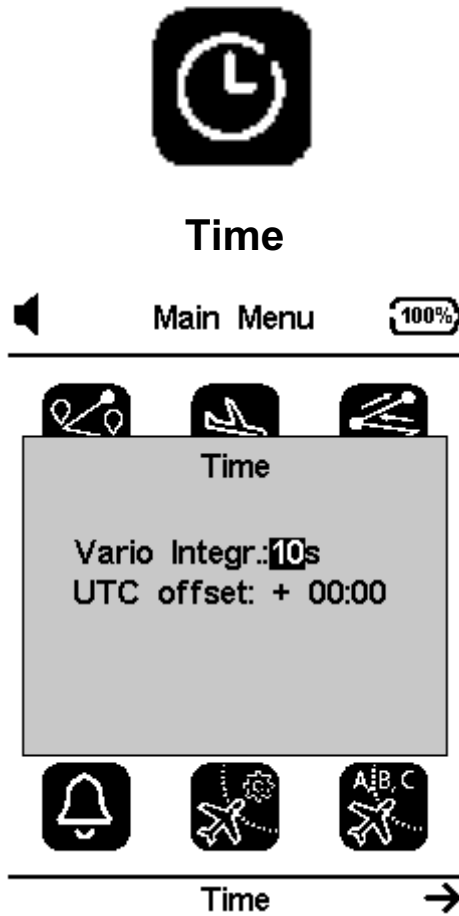 Time
Main Menu 100%
Time
Vario Integr.:10s
UTC offset: + 00:00
A,B,C
Time